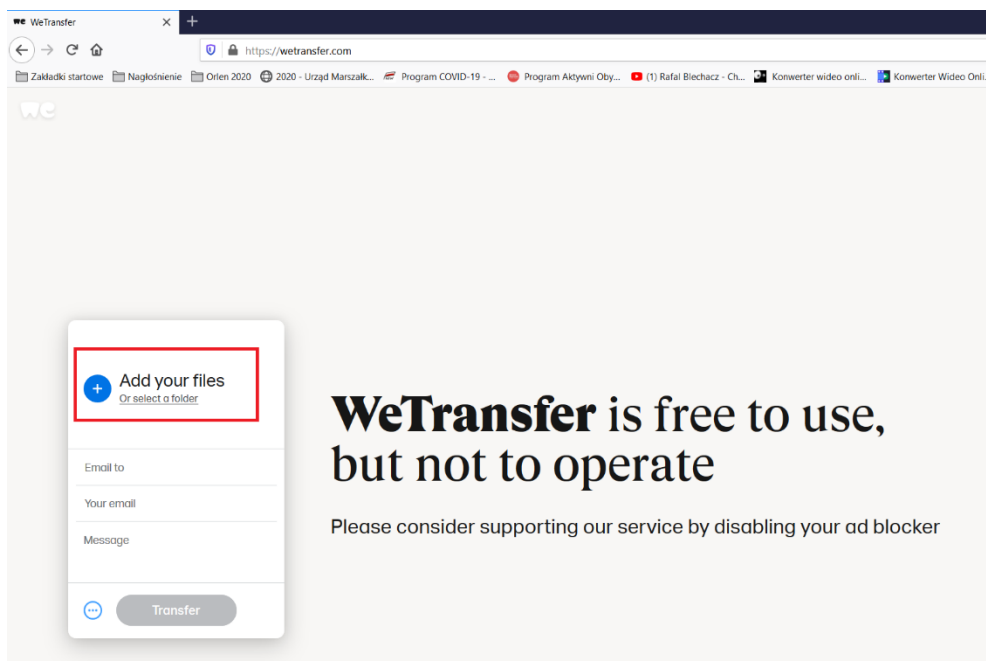 we WeTransfer
https://wetransfer.com
Zakładki startowe Nagłośnienie Orlen 2020 2020 - Urząd Marszałk... Program COVID-19 - ... Program Aktywni Oby... (1) Rafał Blechacz - Ch... Konwerter wideo onli... Konwerter Wideo Onli
we
Add your files
Or select a folder
WeTransfer is free to use,
but not to operate
Email to
Your email
Please consider supporting our service by disabling your ad blocker
Message
Transfer